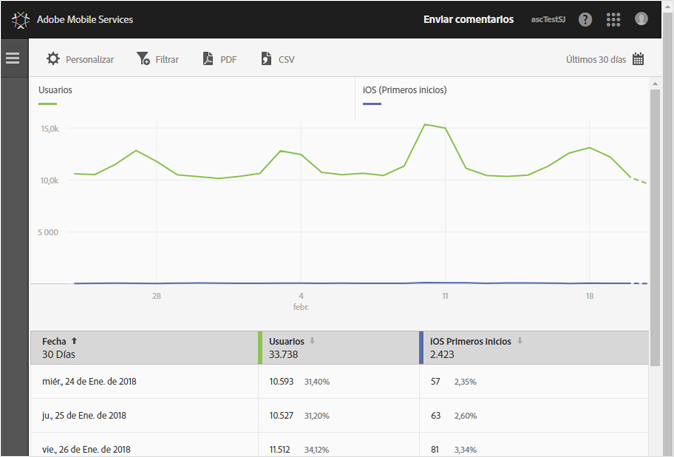 Adobe Mobile Services Enviar comentarios ascTestSJ ?
Personalizar Filtrar PDF CSV Últimos 30 días
Usuarios iOS (Primeros inicios)
15,0k
10,0k
5 000
28 4 11 18
febr.
Fecha Usuarios iOS Primeros inicios
30 Días 33.738 2.423
miér., 24 de Ene. de 2018 10.593 31,40% 57 2,35%
ju., 25 de Ene. de 2018 10.527 31,20% 63 2,60%
vie., 26 de Ene. de 2018 11.512 34,12% 81 3,34%